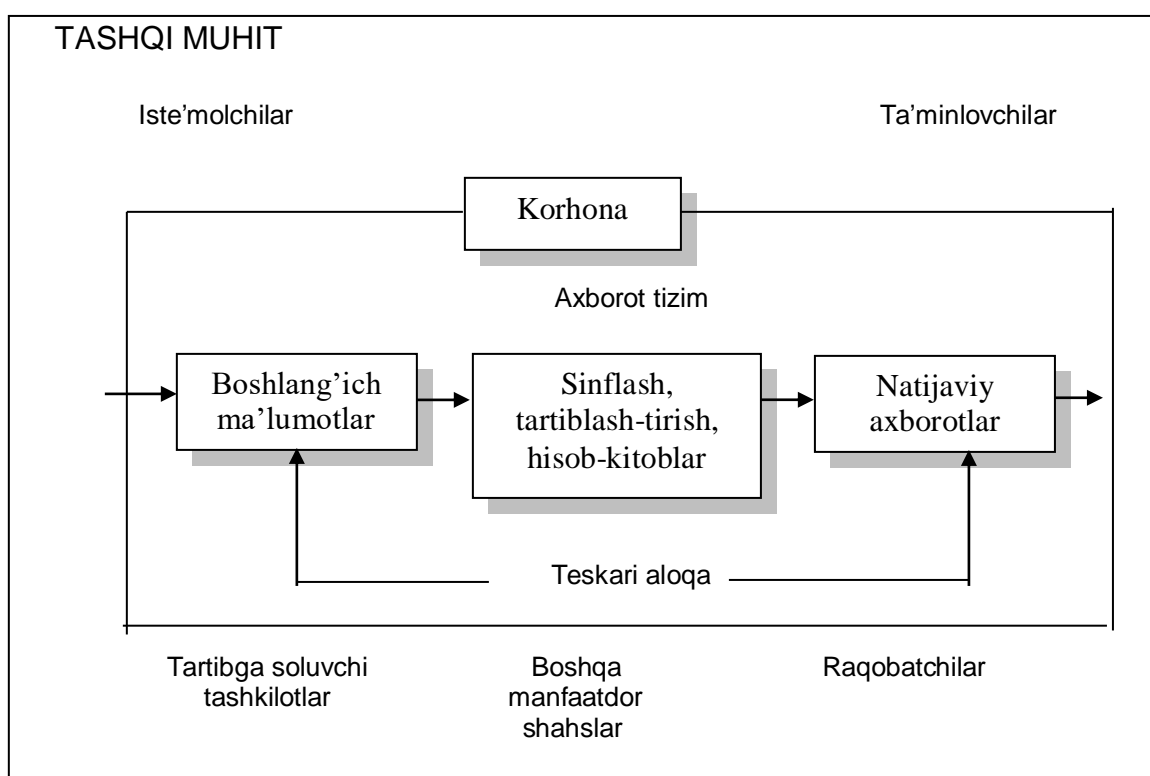 TASHQI MUHIT
Iste’molchilar
Ta’minlovchilar
Korhona
Axborot tizim
Boshlang’ich
ma’lumotlar
Sinflash,
tartiblash-tirish,
hisob-kitoblar
Natijaviy
axborotlar
Teskari aloqa
Tartibga soluvchi
tashkilotlar
Boshqa
manfaatdor
shahslar
Raqobatchilar